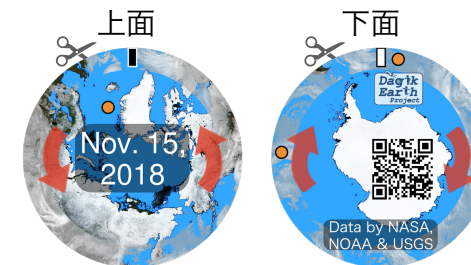 上面
下面
Nov. 15,
2018
Dagik
Earth
Project
Data by NASA,
NOAA & USGS